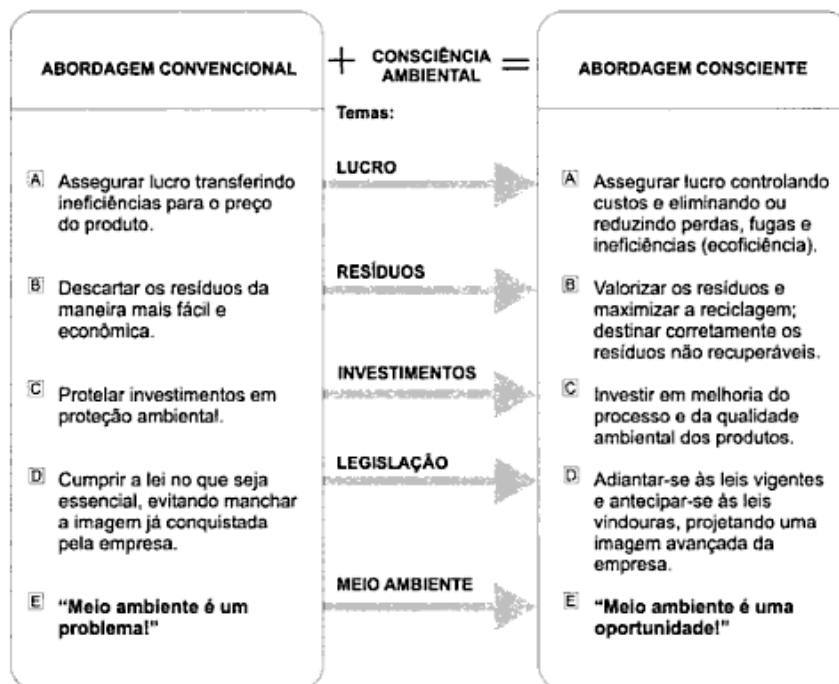 ABORDAGEM CONVENCIONAL
+ CONSCIÊNCIA
AMBIENTAL =
ABORDAGEM CONSCIENTE
Temas:
A Assegurar lucro transferindo
ineficiências para o preço
do produto.
LUCRO
A Assegurar lucro controlando
custos e eliminando ou
reduzindo perdas, fugas e
ineficiências (ecoficiência).
B Descartar os resíduos da
maneira mais fácil e
econômica.
RESÍDUOS
B Valorizar os resíduos e
maximizar a reciclagem;
destinar corretamente os
resíduos não recuperáveis.
C Protelar investimentos em
proteção ambiental.
INVESTIMENTOS
C Investir em melhoria do
processo e da qualidade
ambiental dos produtos.
D Cumprir a lei no que seja
essencial, evitando manchar
a imagem já conquistada
pela empresa.
LEGISLAÇÃO
D Adiantar-se às leis vigentes
e antecipar-se às leis
vindouras, projetando uma
imagem avançada da
empresa.
E "Meio ambiente é um
problema!"
MEIO AMBIENTE
E "Meio ambiente é uma
oportunidade!"